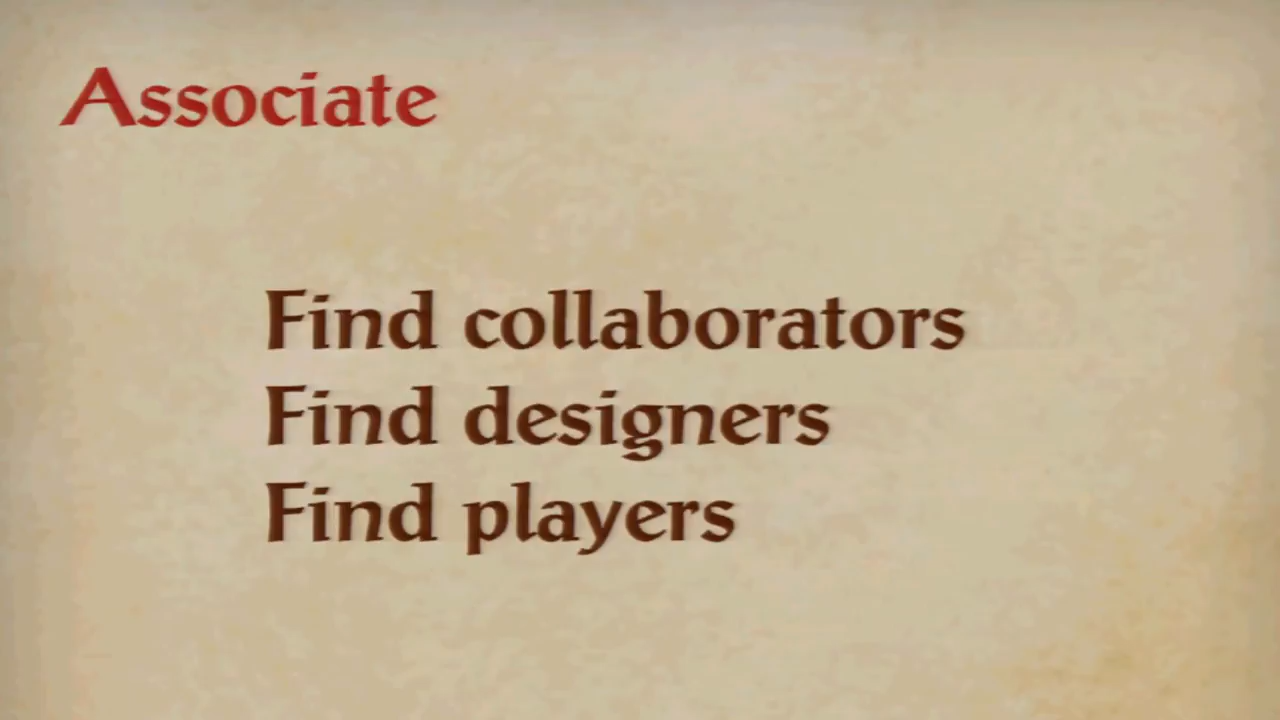 Associate
Find collaborators
Find designers
Find players